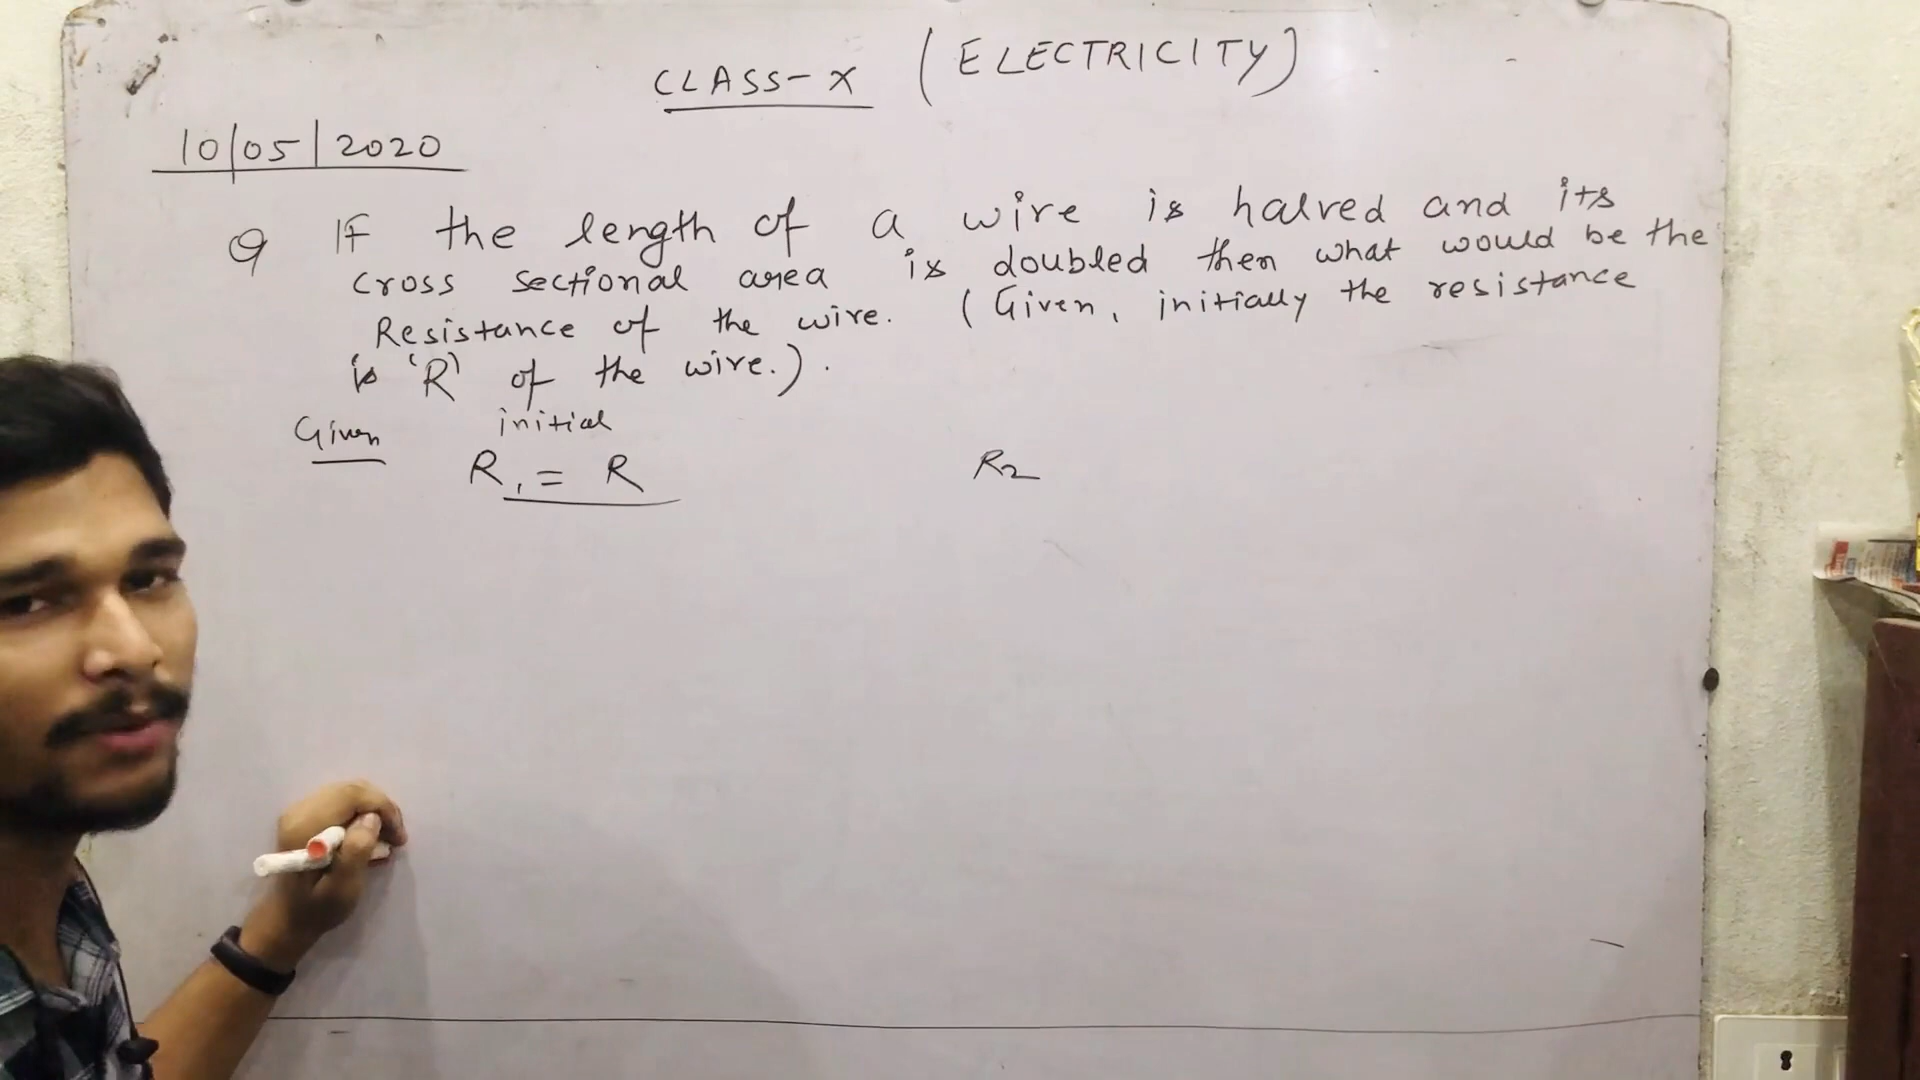 CLASS-X (ELECTRICITY)
10/05/2020
Q IF the length of a wire is halved and its
cross sectional area is doubled then what would be the
Resistance of the wire. (Given, initially the resistance
is 'R' of the wire.).
Given initial
R1 = R R2